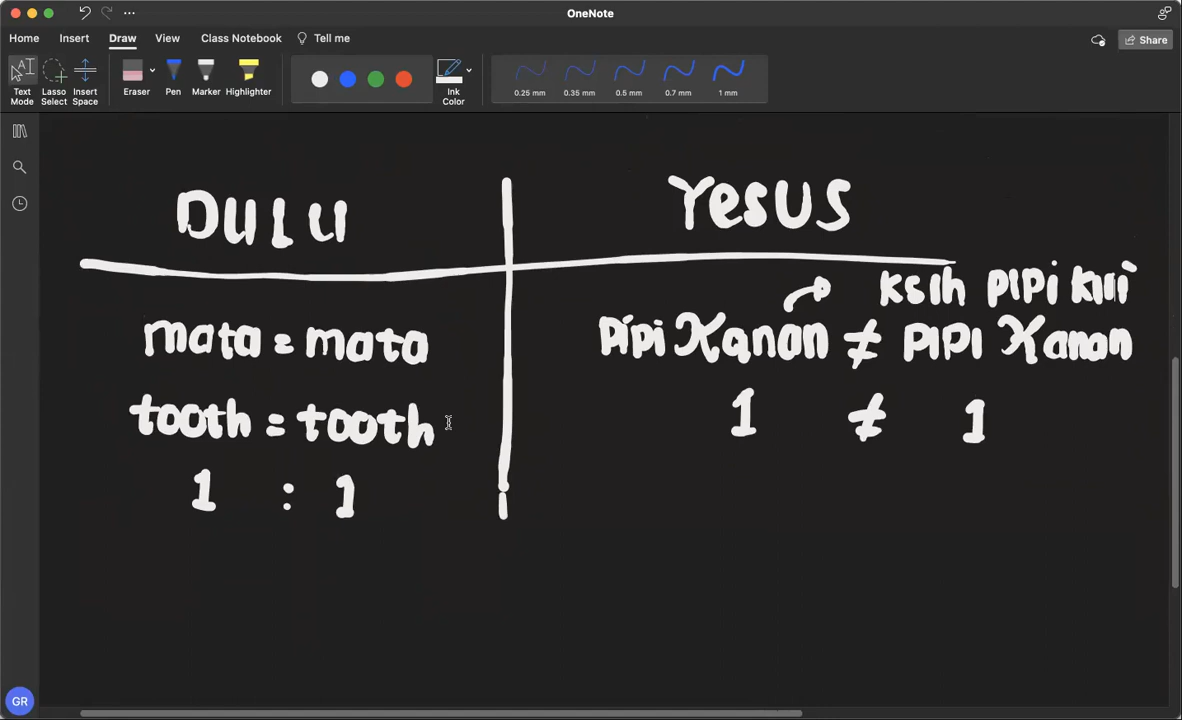 OneNote
Home Insert Draw View Class Notebook Tell me
Share
Text Mode
Lasso Select
Insert Space
Eraser
Pen
Marker
Highlighter
Ink Color
0.25 mm
0.35 mm
0.5 mm
0.7 mm
1 mm
DULU
mata = mata
tooth = tooth
1 : 1
Yesus
ksih pipi kiri
pipi Kanan ≠ pipi Kanan
1 ≠ 1
GR